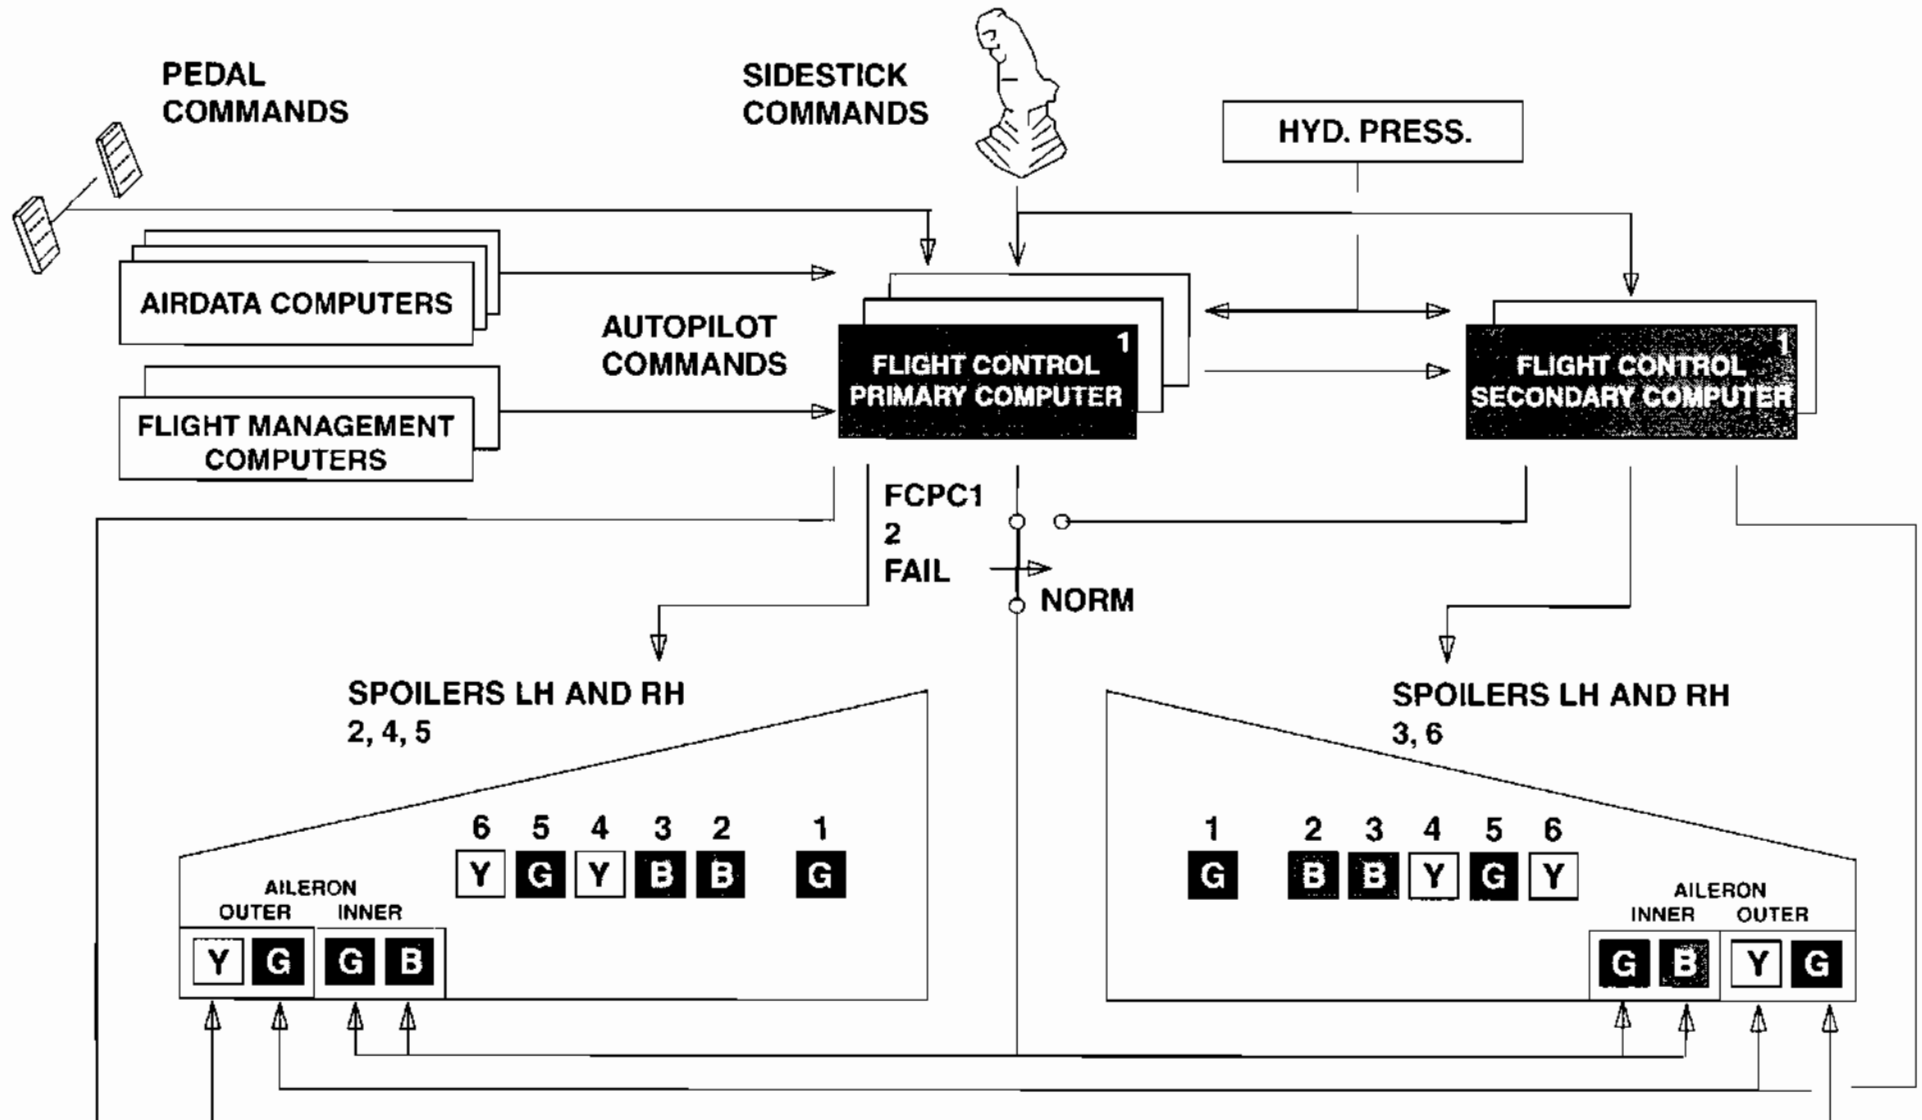 PEDAL
COMMANDS
SIDESTICK
COMMANDS
HYD. PRESS.
AIRDATA COMPUTERS
AUTOPILOT
COMMANDS
FLIGHT MANAGEMENT
COMPUTERS
1
FLIGHT CONTROL
PRIMARY COMPUTER
1
FLIGHT CONTROL
SECONDARY COMPUTER
FCPC1
2
FAIL
NORM
SPOILERS LH AND RH
2, 4, 5
SPOILERS LH AND RH
3, 6
6 5 4 3 2 1
Y G Y B B G
AILERON
OUTER INNER
Y G G B
1 2 3 4 5 6
G B B Y G Y
AILERON
INNER OUTER
G B Y G